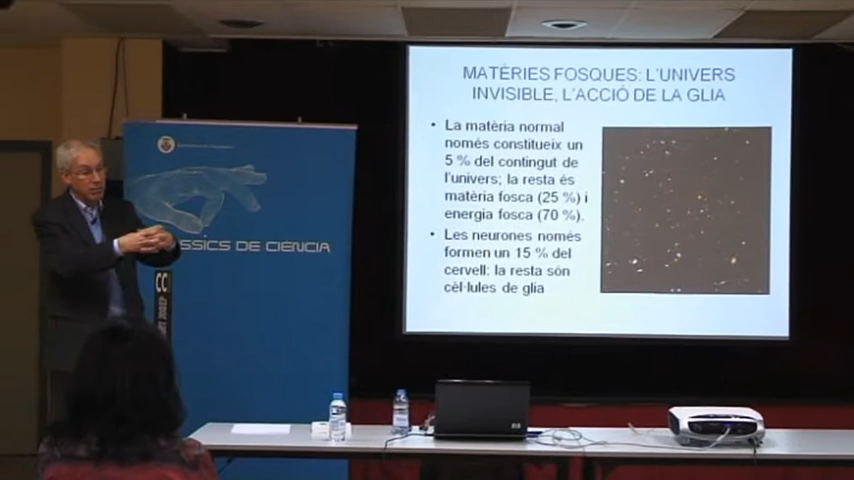 MATÈRIES FOSQUES: L'UNIVERS
INVISIBLE, L'ACCIÓ DE LA GLIA
• La matèria normal
només constitueix un
5 % del contingut de
l'univers; la resta és
matèria fosca (25 %) i
energia fosca (70 %).
• Les neurones només
formen un 15 % del
cervell: la resta són
cèl·lules de glia
SSICS DE CIÈNCIA
CC